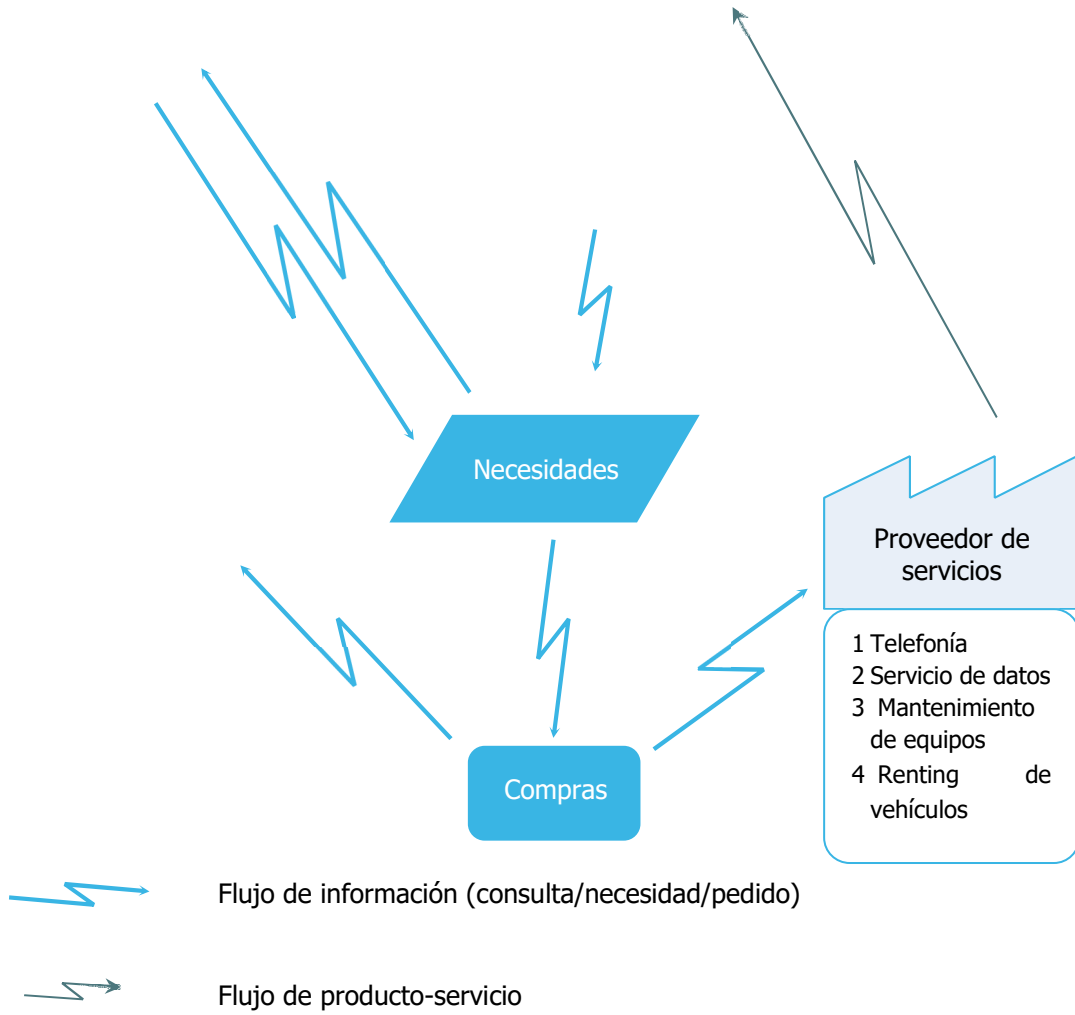 Necesidades
Proveedor de
servicios
1 Telefonía
2 Servicio de datos
3 Mantenimiento
de equipos
4 Renting de
vehículos
Compras
Flujo de información (consulta/necesidad/pedido)
Flujo de producto-servicio